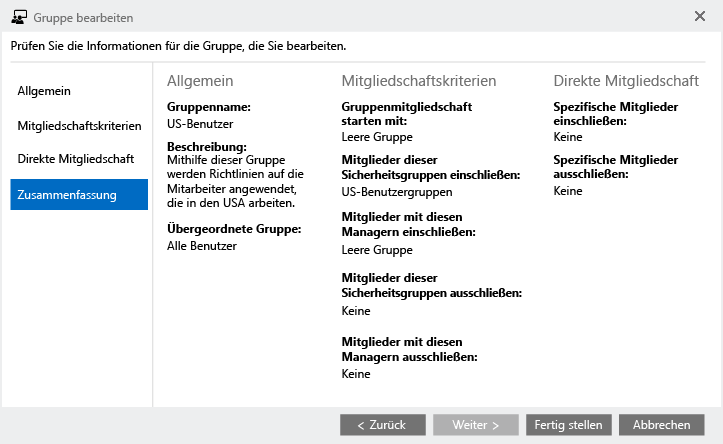 Gruppe bearbeiten
Prüfen Sie die Informationen für die Gruppe, die Sie bearbeiten.
Allgemein
Mitgliedschaftskriterien
Direkte Mitgliedschaft
Zusammenfassung
Allgemein
Gruppenname:
US-Benutzer
Beschreibung:
Mithilfe dieser Gruppe
werden Richtlinien auf die
Mitarbeiter angewendet,
die in den USA arbeiten.
Übergeordnete Gruppe:
Alle Benutzer
Mitgliedschaftskriterien
Gruppenmitgliedschaft
starten mit:
Leere Gruppe
Mitglieder dieser
Sicherheitsgruppen einschließen:
US-Benutzergruppen
Mitglieder mit diesen
Managern einschließen:
Leere Gruppe
Mitglieder dieser
Sicherheitsgruppen ausschließen:
Keine
Mitglieder mit diesen
Managern ausschließen:
Keine
Direkte Mitgliedschaft
Spezifische Mitglieder
einschließen:
Keine
Spezifische Mitglieder
ausschließen:
Keine
< Zurück
Weiter >
Fertig stellen
Abbrechen